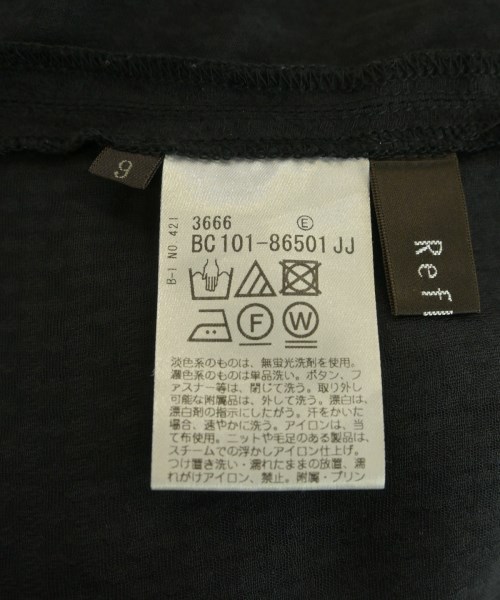 9
B-1 NO 421
3666 E
BC101-86501 JJ
F W
淡色系のものは、無蛍光洗剤を使用。
濃色系のものは単品洗い。ボタン、フ
ァスナー等は、閉じて洗う。取り外し
可能な附属品は、外して洗う。漂白は、
漂白剤の指示にしたがう。汗をかいた
場合、速やかに洗う。アイロンは、当
て布使用。ニットや毛足のある製品は、
スチームでの浮かしアイロン仕上げ。
つけ置き洗い・濡れたままの放置、濡
れがけアイロン、禁止。附属・プリン
Ref